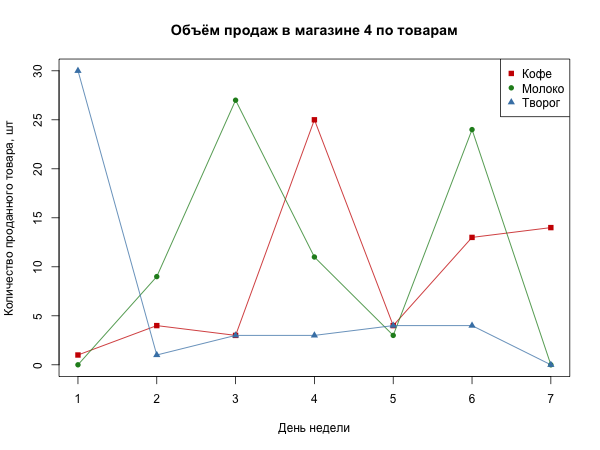 Объём продаж в магазине 4 по товарам
Кофе
Молоко
Творог
Количество проданного товара, шт
30
25
20
15
10
5
0
1 2 3 4 5 6 7
День недели